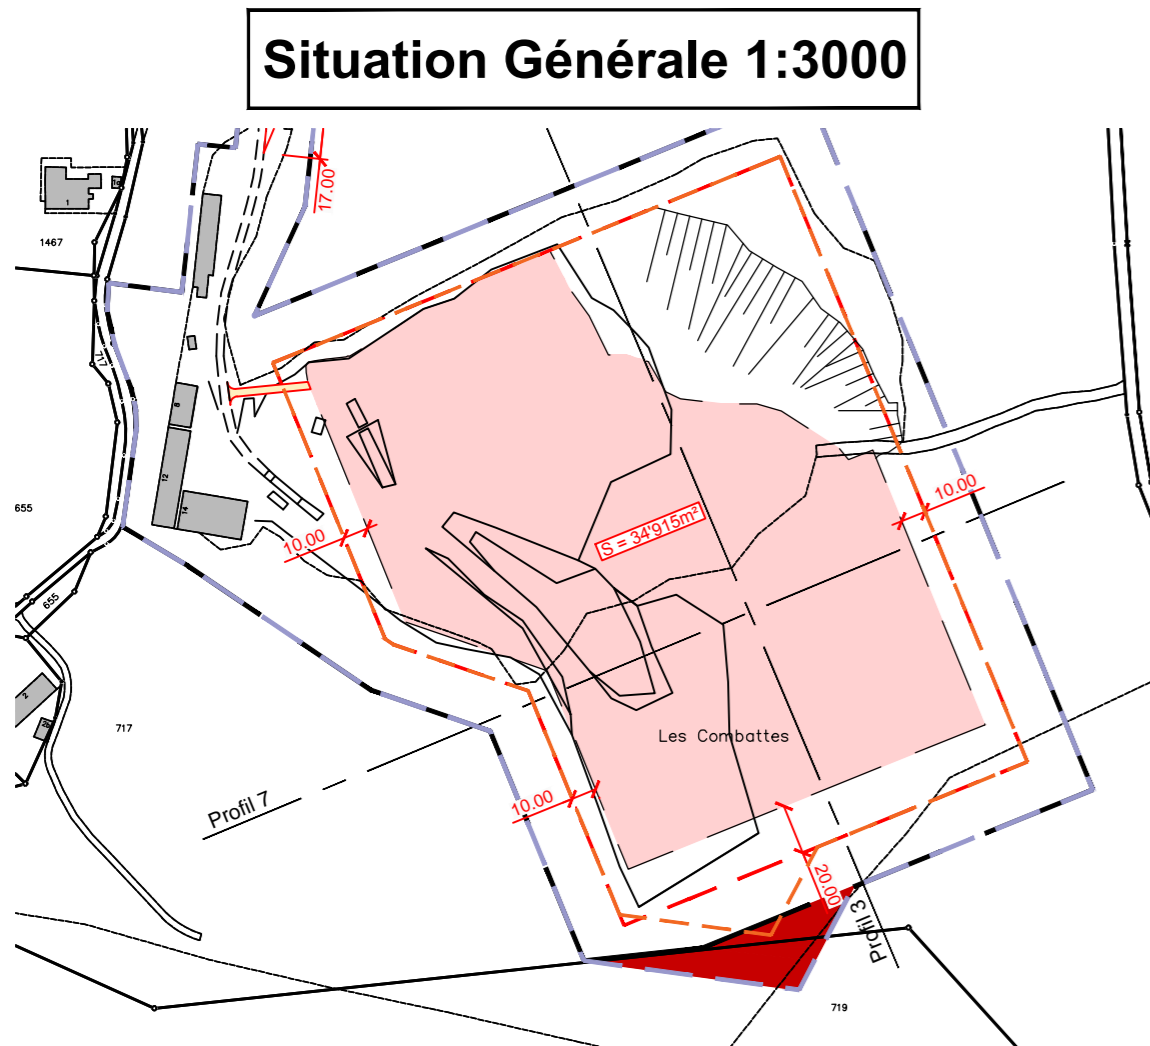 Situation Générale 1:3000
17.00
1a
1
1467
717
8
10.00
12
655
14
S = 34'915m²
10.00
655
2
717
Les Combattes
10.00
Profil 7
20.00
Profil 3
719